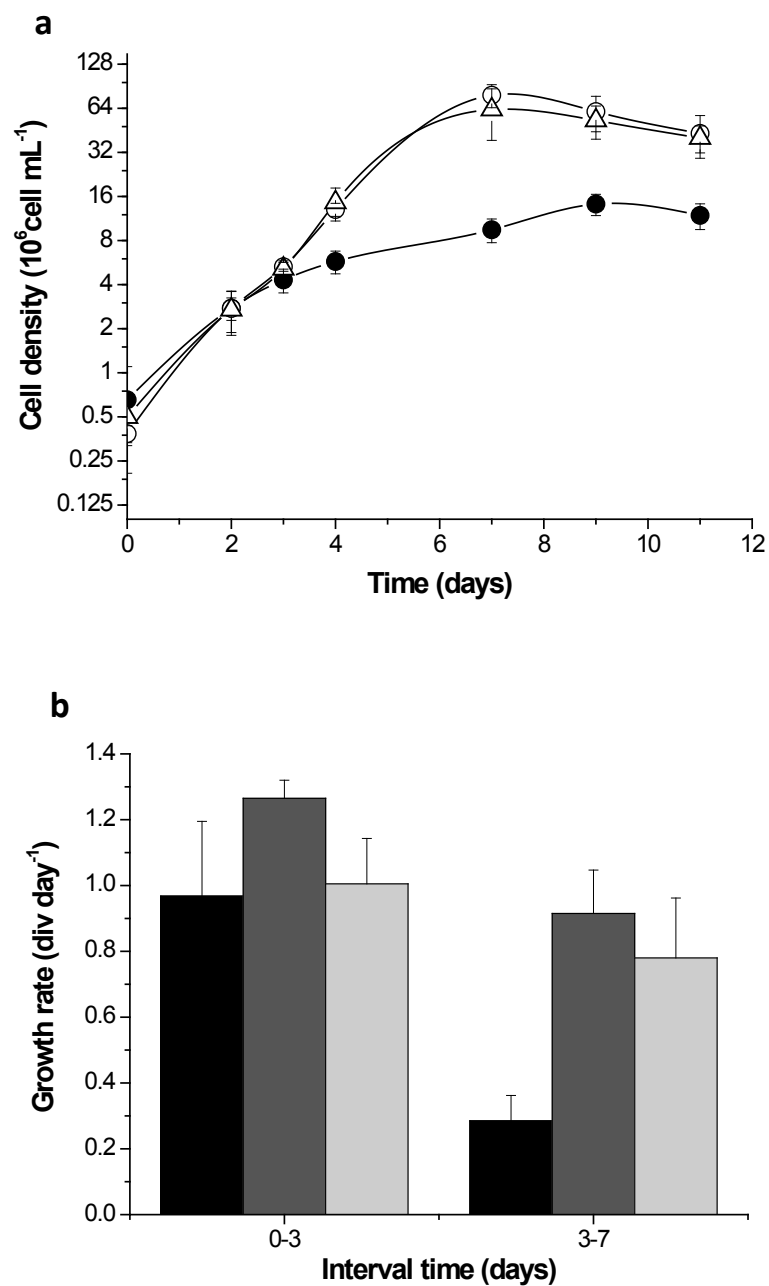 a
128
64
32
16
8
4
2
1
0.5
0.25
0.125
Cell density (10⁶cell mL⁻¹)
0 2 4 6 8 10 12
Time (days)
b
1.4
1.2
1.0
0.8
0.6
0.4
0.2
0.0
Growth rate (div day⁻¹)
0-3 3-7
Interval time (days)